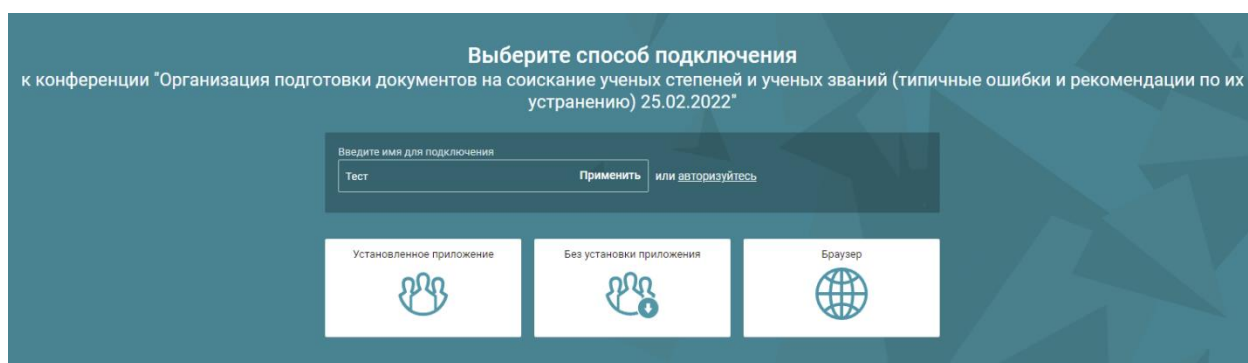 Выберите способ подключения
к конференции "Организация подготовки документов на соискание ученых степеней и ученых званий (типичные ошибки и рекомендации по их
устранению) 25.02.2022"
Введите имя для подключения
Тест Применить или авторизуйтесь
Установленное приложение Без установки приложения Браузер